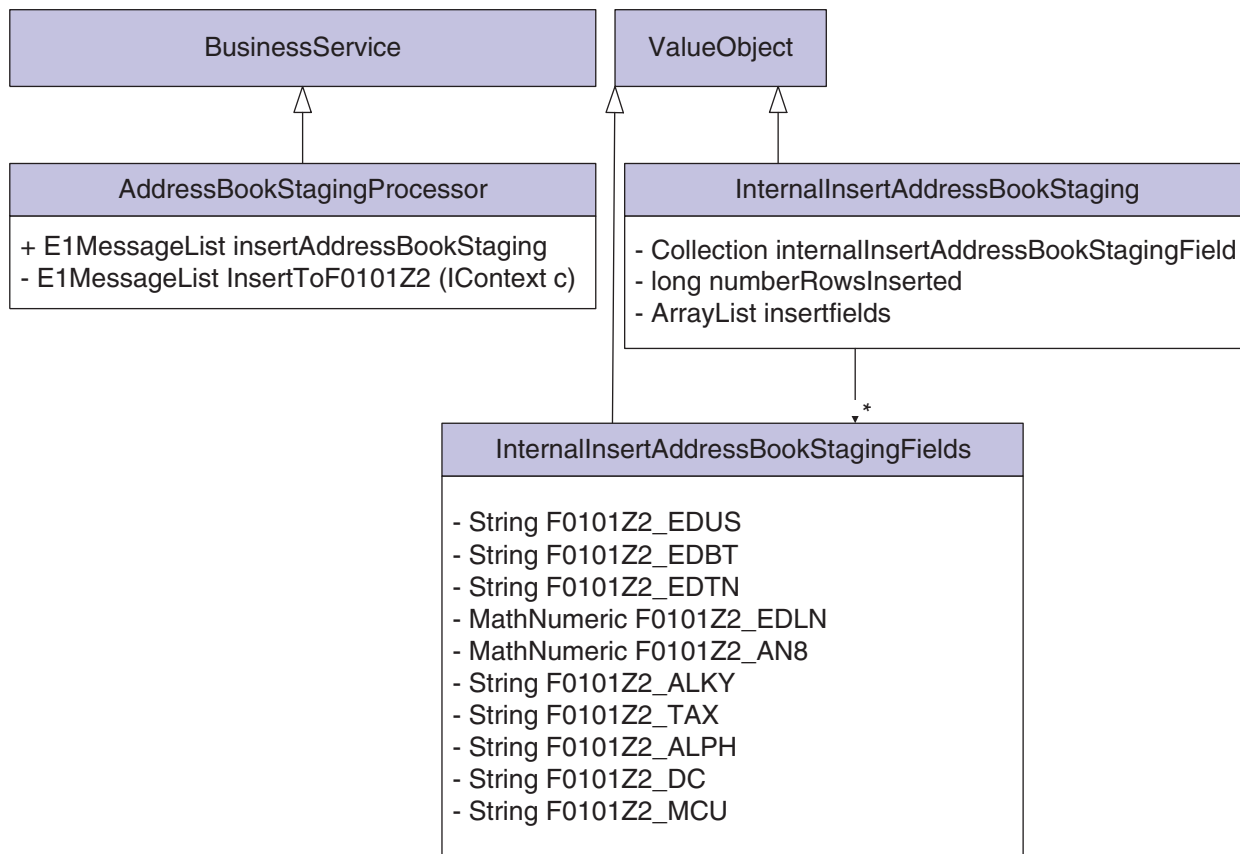 BusinessService
ValueObject
AddressBookStagingProcessor
+ E1MessageList insertAddressBookStaging
- E1MessageList InsertToF0101Z2 (IContext c)
InternalInsertAddressBookStaging
- Collection internalInsertAddressBookStagingField
- long numberRowsInserted
- ArrayList insertfields
*
InternalInsertAddressBookStagingFields
- String F0101Z2_EDUS
- String F0101Z2_EDBT
- String F0101Z2_EDTN
- MathNumeric F0101Z2_EDLN
- MathNumeric F0101Z2_AN8
- String F0101Z2_ALKY
- String F0101Z2_TAX
- String F0101Z2_ALPH
- String F0101Z2_DC
- String F0101Z2_MCU